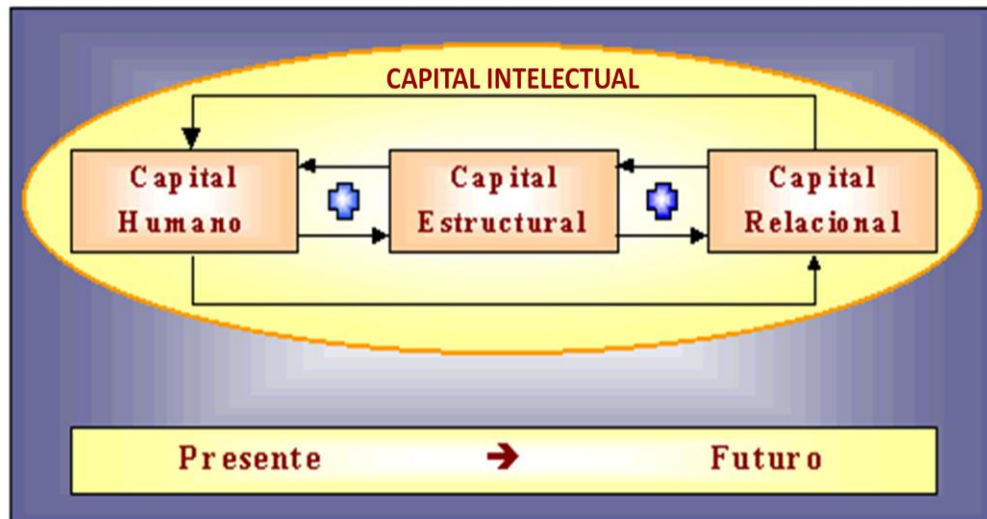 CAPITAL INTELECTUAL
Capital
Humano
Capital
Estructural
Capital
Relacional
Presente ➔ Futuro